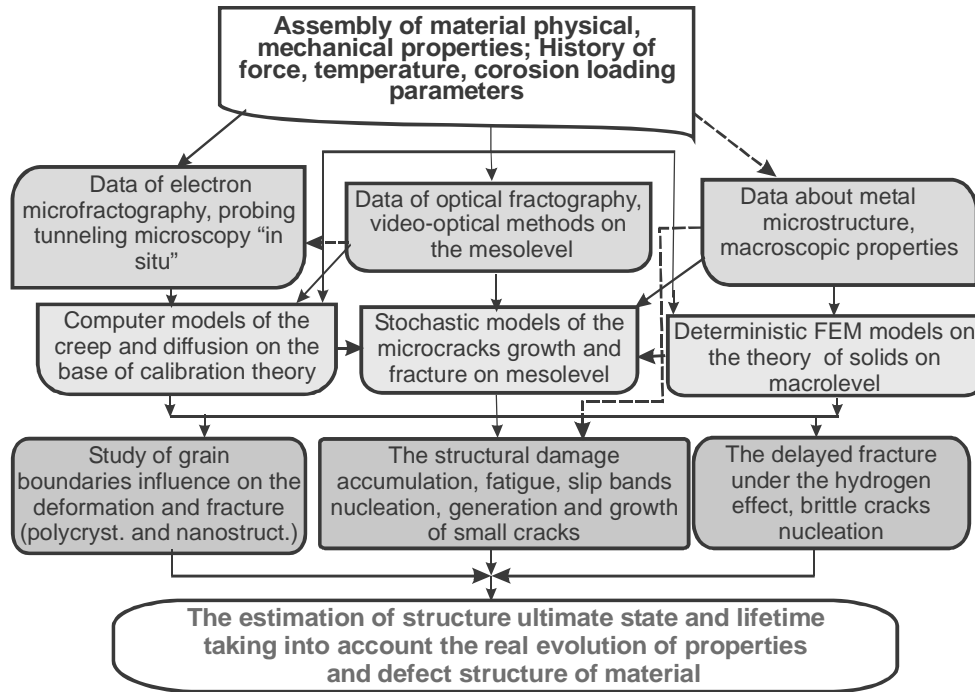 Assembly of material physical,
mechanical properties; History of
force, temperature, corosion loading
parameters
Data of electron
microfractography, probing
tunneling microscopy “in
situ”
Data of optical fractography,
video-optical methods on
the mesolevel
Data about metal
microstructure,
macroscopic properties
Computer models of the
creep and diffusion on the
base of calibration theory
Stochastic models of the
microcracks growth and
fracture on mesolevel
Deterministic FEM models on
the theory of solids on
macrolevel
Study of grain
boundaries influence on the
deformation and fracture
(polycryst. and nanostruct.)
The structural damage
accumulation, fatigue, slip bands
nucleation, generation and growth
of small cracks
The delayed fracture
under the hydrogen
effect, brittle cracks
nucleation
The estimation of structure ultimate state and lifetime
taking into account the real evolution of properties
and defect structure of material